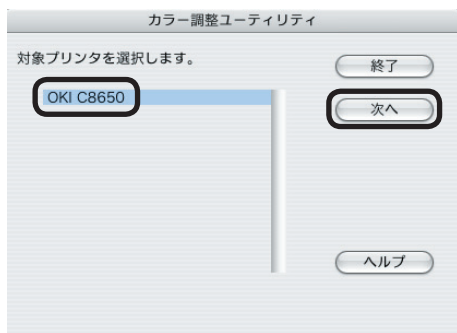 カラー調整ユーティリティ
対象プリンタを選択します。
終了
OKI C8650
次へ
ヘルプ